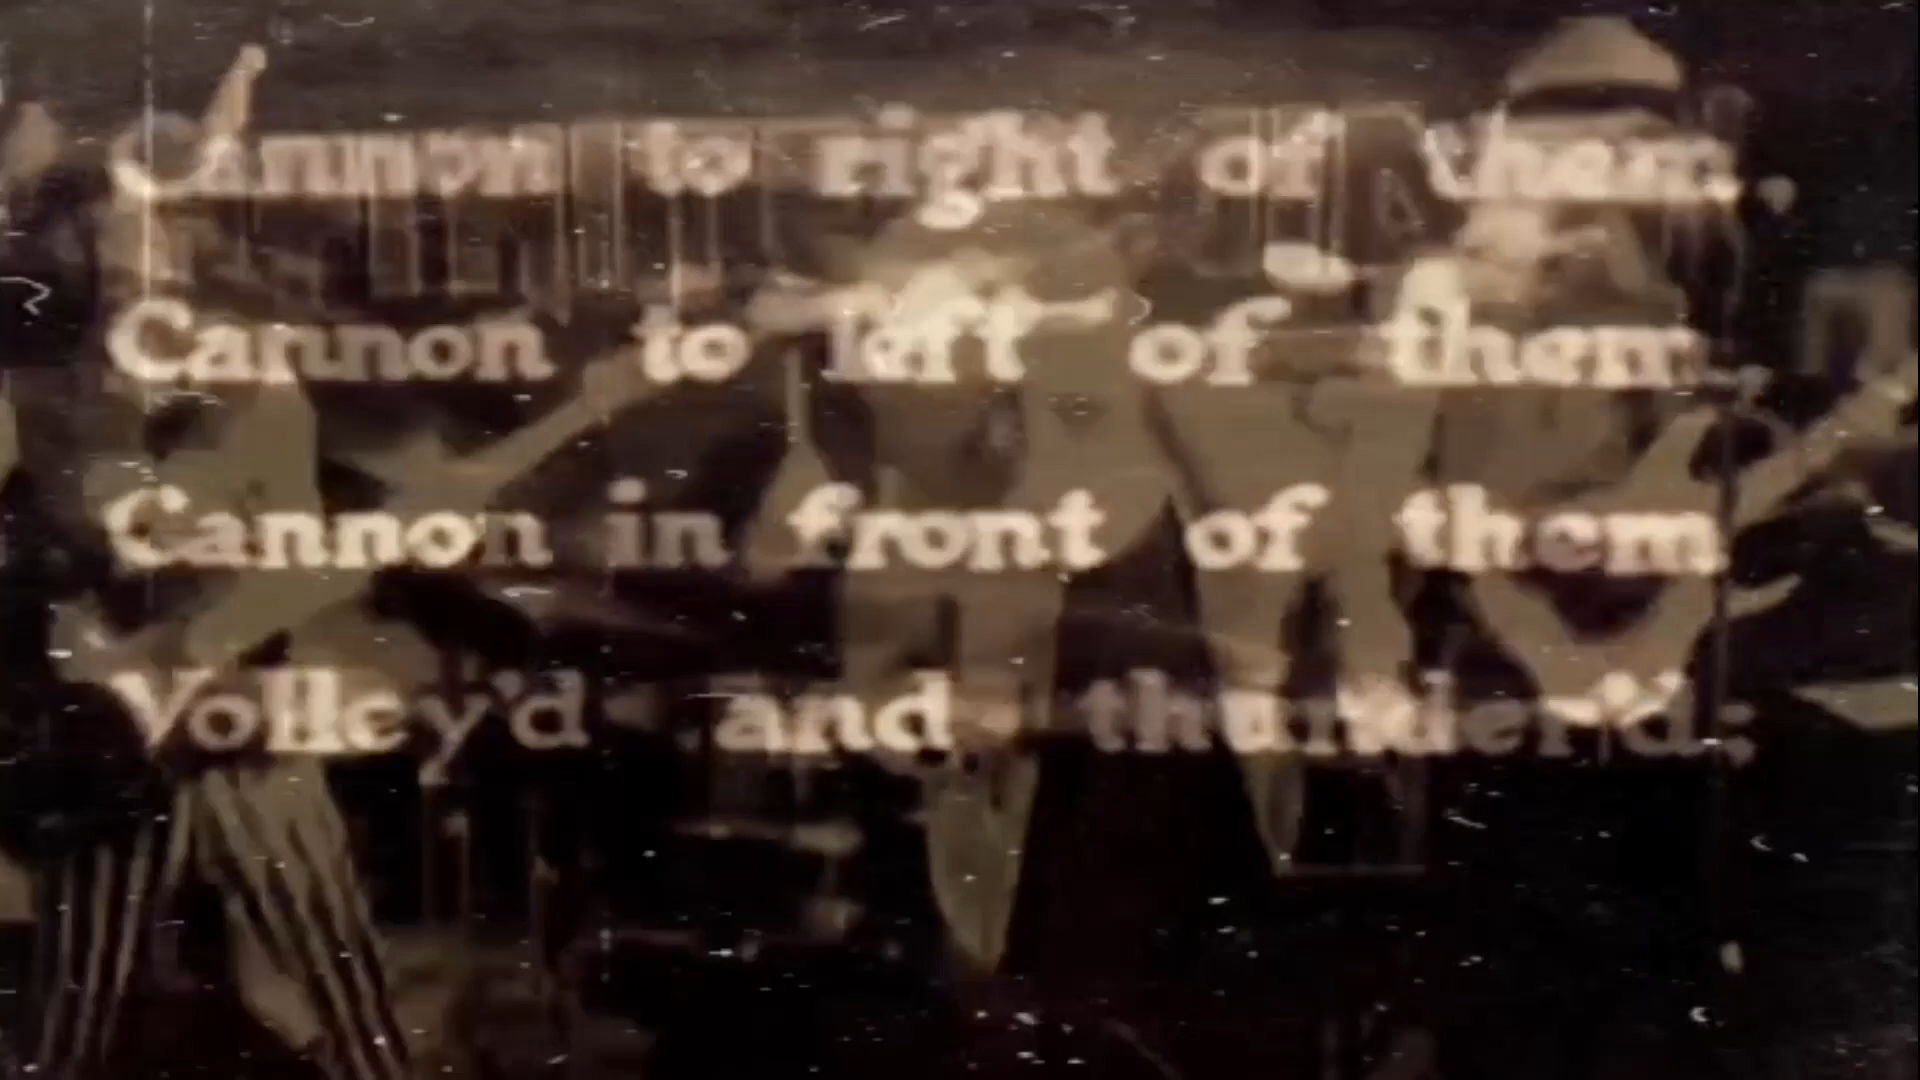 Cannon to right of them,
Cannon to left of them,
Cannon in front of them
Volley'd and thunder'd;